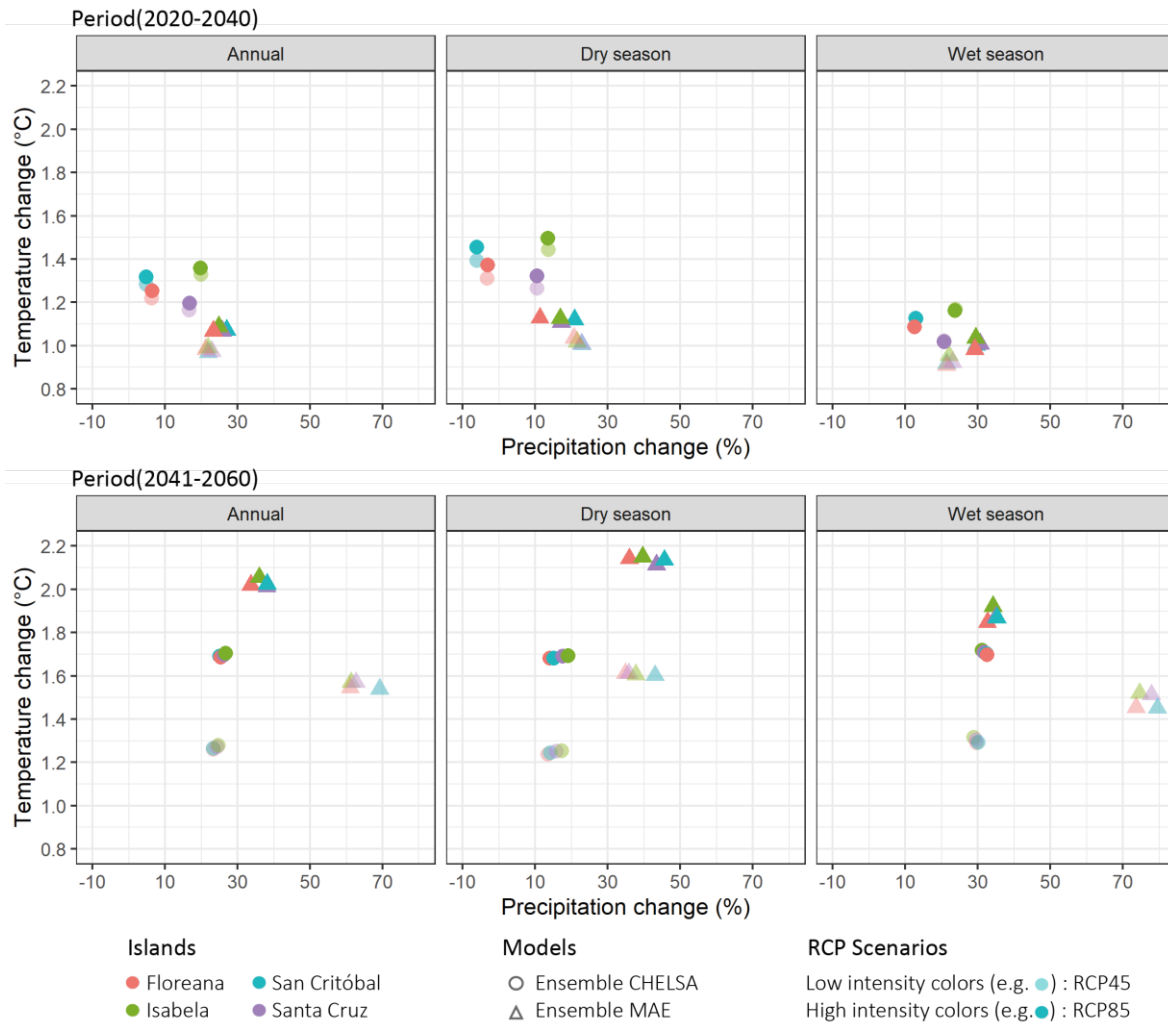 Period(2020-2040)
Annual Dry season Wet season
2.2
2.0
1.8
1.6
1.4
1.2
1.0
0.8
Temperature change (°C)
-10 10 30 50 70 -10 10 30 50 70 -10 10 30 50 70
Precipitation change (%)
Period(2041-2060)
Annual Dry season Wet season
2.2
2.0
1.8
1.6
1.4
1.2
1.0
0.8
Temperature change (°C)
-10 10 30 50 70 -10 10 30 50 70 -10 10 30 50 70
Precipitation change (%)
Islands Models RCP Scenarios
Floreana San Critóbal Ensemble CHELSA Low intensity colors (e.g. ) : RCP45
Isabela Santa Cruz Ensemble MAE High intensity colors (e.g. ) : RCP85